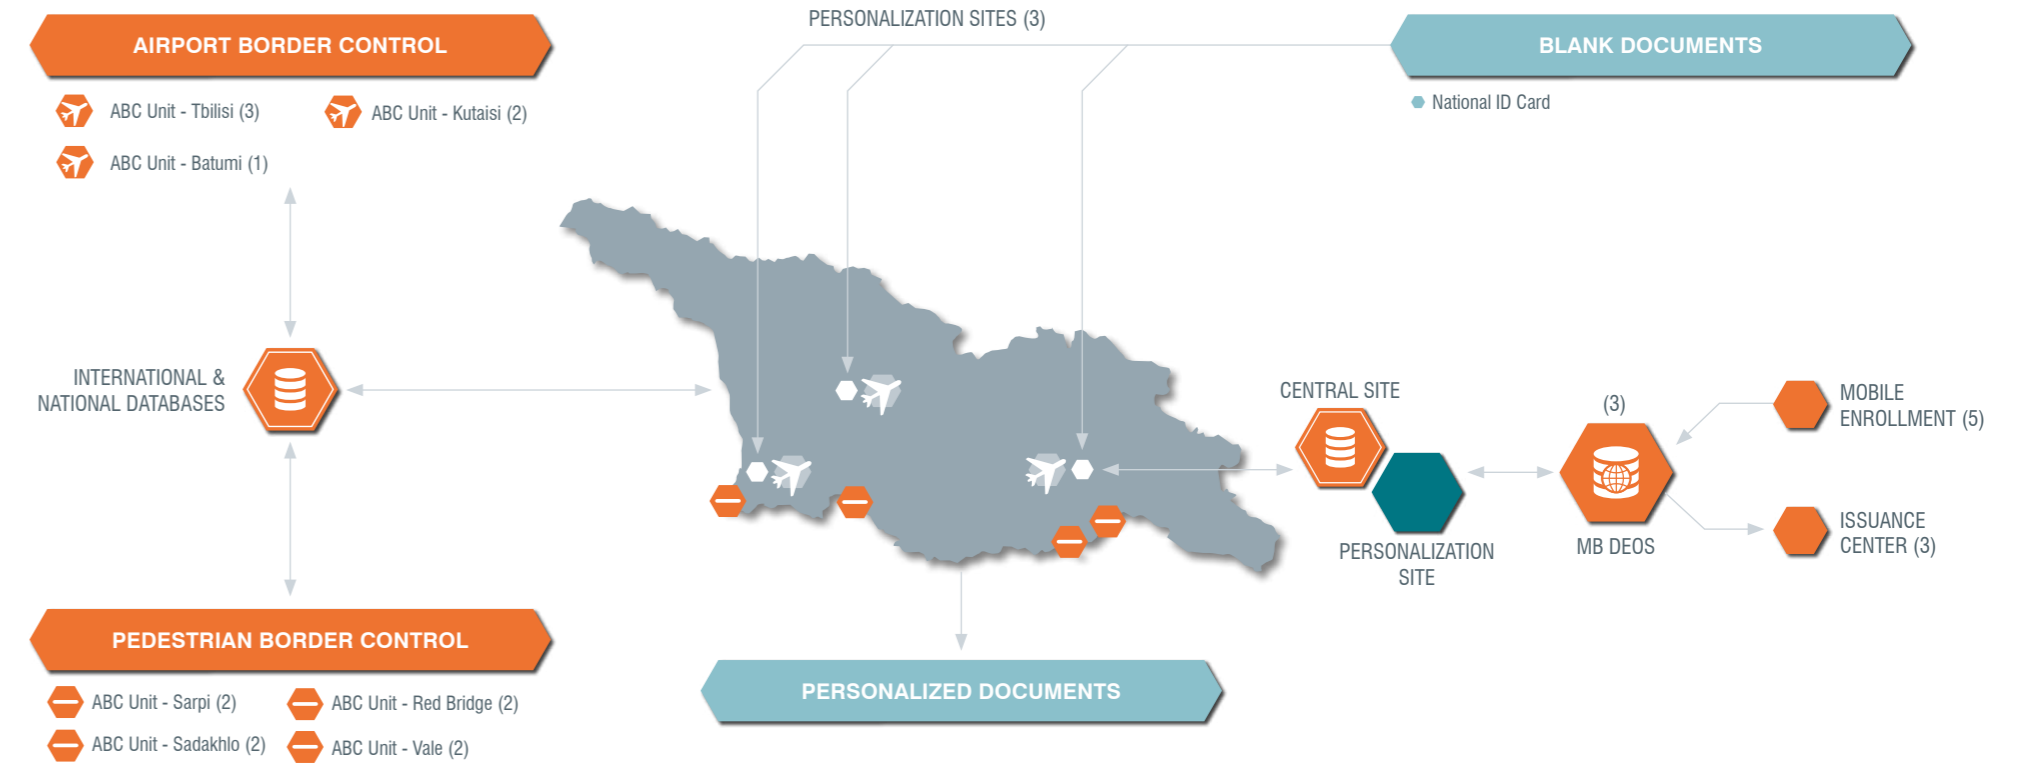 PERSONALIZATION SITES (3)
AIRPORT BORDER CONTROL
BLANK DOCUMENTS
ABC Unit - Tbilisi (3)
ABC Unit - Kutaisi (2)
ABC Unit - Batumi (1)
National ID Card
INTERNATIONAL &
NATIONAL DATABASES
CENTRAL SITE
PERSONALIZATION
SITE
(3)
MB DEOS
MOBILE
ENROLLMENT (5)
ISSUANCE
CENTER (3)
PEDESTRIAN BORDER CONTROL
ABC Unit - Sarpi (2)
ABC Unit - Red Bridge (2)
ABC Unit - Sadakhlo (2)
ABC Unit - Vale (2)
PERSONALIZED DOCUMENTS